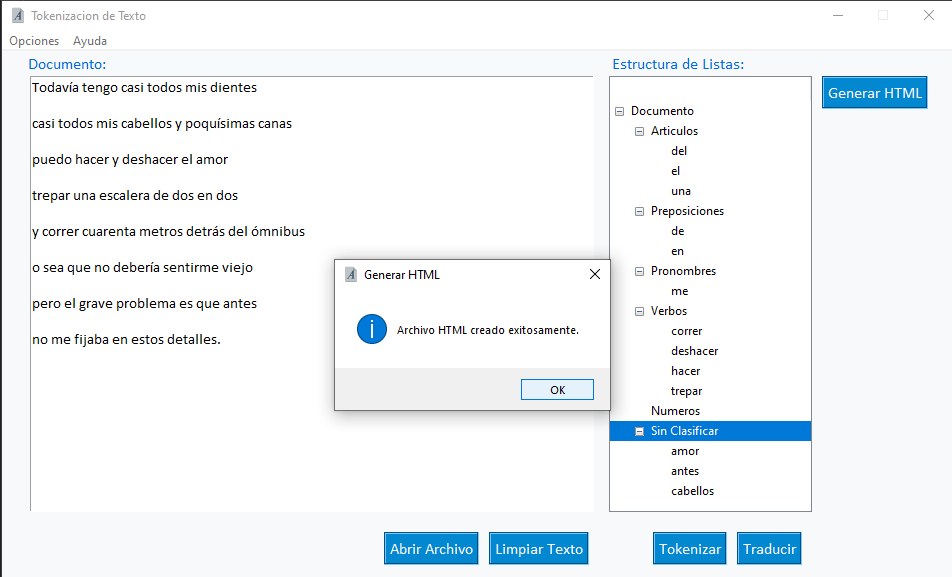 Tokenizacion de Texto
Opciones Ayuda
Documento:
Todavía tengo casi todos mis dientes
casi todos mis cabellos y poquísimas canas
puedo hacer y deshacer el amor
trepar una escalera de dos en dos
y correr cuarenta metros detrás del ómnibus
o sea que no debería sentirme viejo
pero el grave problema es que antes
no me fijaba en estos detalles.
Estructura de Listas:
Documento
Articulos
del
el
una
Preposiciones
de
en
Pronombres
me
Verbos
correr
deshacer
hacer
trepar
Numeros
Sin Clasificar
amor
antes
cabellos
Generar HTML
Generar HTML
Archivo HTML creado exitosamente.
OK
Abrir Archivo
Limpiar Texto
Tokenizar
Traducir